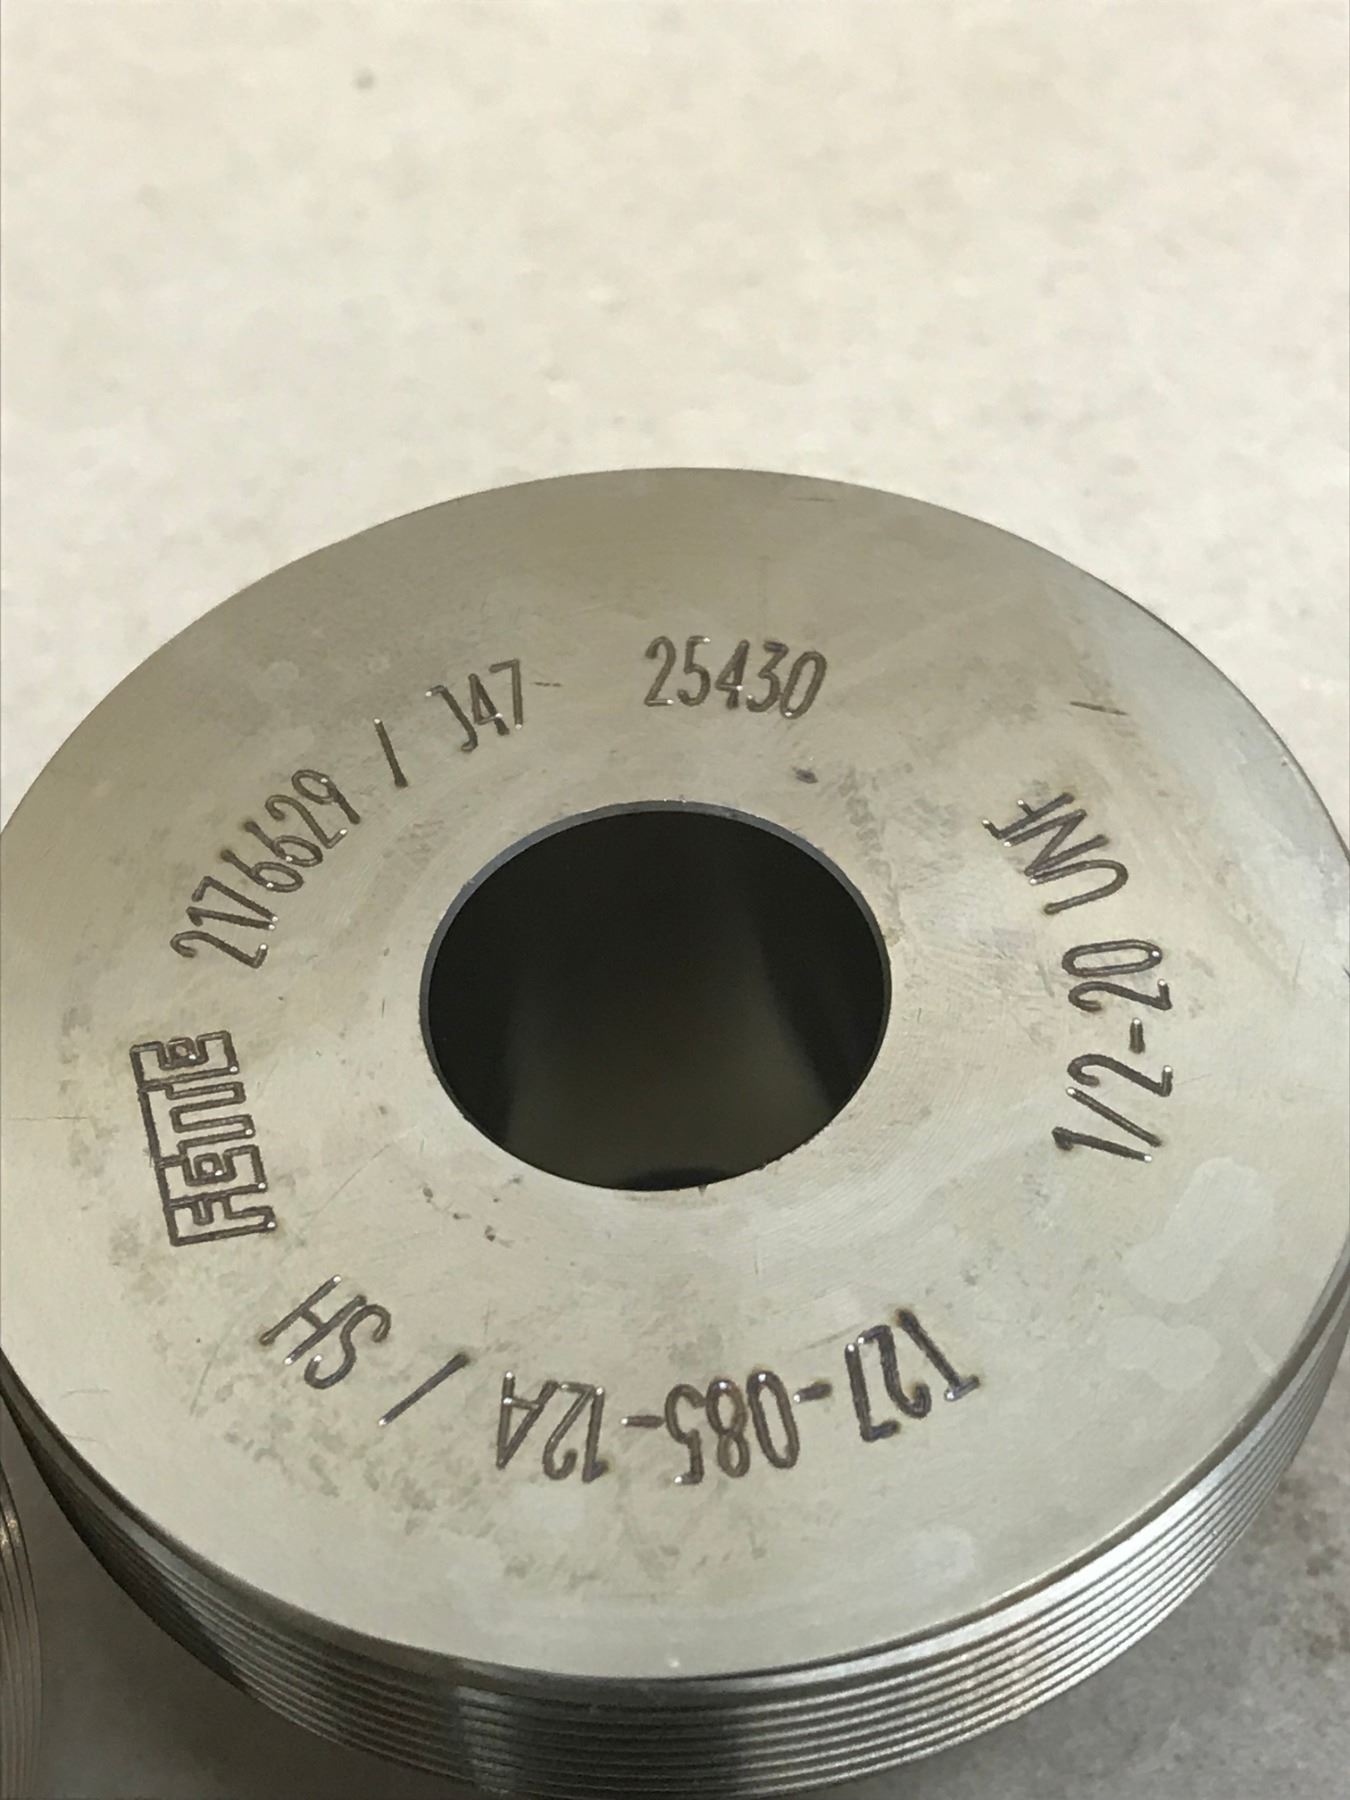 FETTE 2176629 / J47 25430
1/2-20 UNF
T27-085-12A / SH